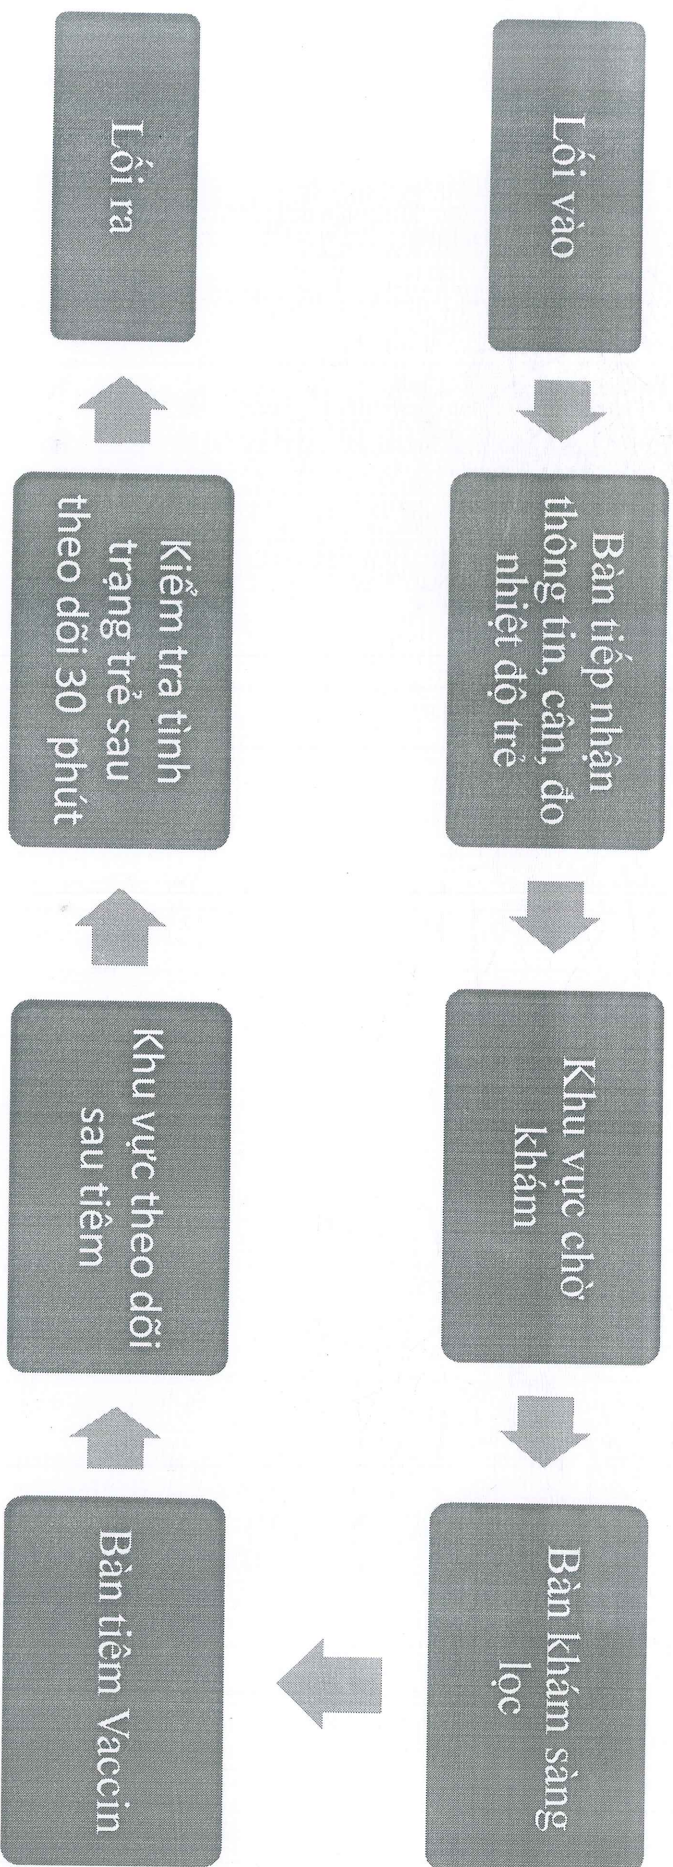 Lối vào
Bàn tiếp nhận
thông tin, cân, đo
nhiệt độ trẻ
Khu vực chờ
khám
Bàn khám sàng
lọc
Bàn tiêm Vaccin
Khu vực theo dõi
sau tiêm
Kiểm tra tình
trạng trẻ sau
theo dõi 30 phút
Lối ra